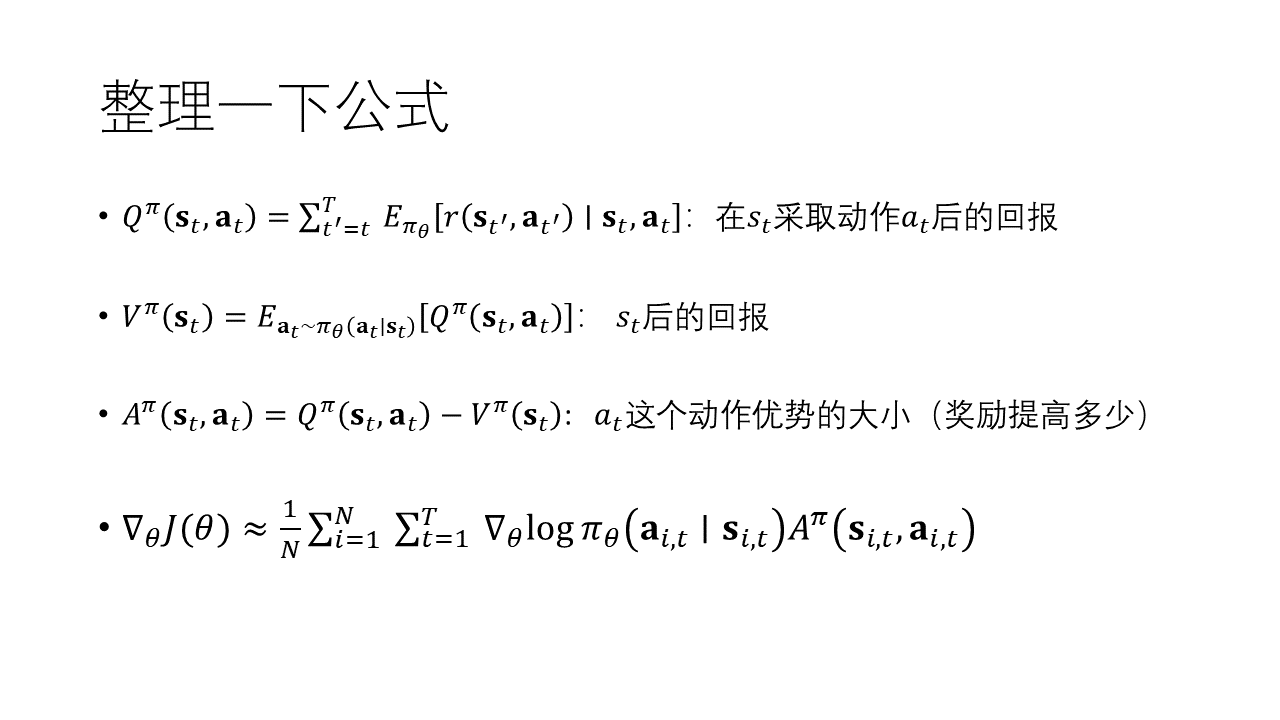 整理一下公式
• $Q^{\pi}(\mathbf{s}_t, \mathbf{a}_t) = \sum_{t'=t}^{T} E_{\pi_\theta}[r(\mathbf{s}_{t'}, \mathbf{a}_{t'}) \mid \mathbf{s}_t, \mathbf{a}_t]$：在$s_t$采取动作$a_t$后的回报
• $V^{\pi}(\mathbf{s}_t) = E_{\mathbf{a}_t \sim \pi_\theta(\mathbf{a}_t|\mathbf{s}_t)}[Q^{\pi}(\mathbf{s}_t, \mathbf{a}_t)]$： $s_t$后的回报
• $A^{\pi}(\mathbf{s}_t, \mathbf{a}_t) = Q^{\pi}(\mathbf{s}_t, \mathbf{a}_t) - V^{\pi}(\mathbf{s}_t)$：$a_t$这个动作优势的大小（奖励提高多少）
• $\nabla_\theta J(\theta) \approx \frac{1}{N} \sum_{i=1}^{N} \sum_{t=1}^{T} \nabla_\theta \log \pi_\theta(\mathbf{a}_{i,t} \mid \mathbf{s}_{i,t}) A^{\pi}(\mathbf{s}_{i,t}, \mathbf{a}_{i,t})$